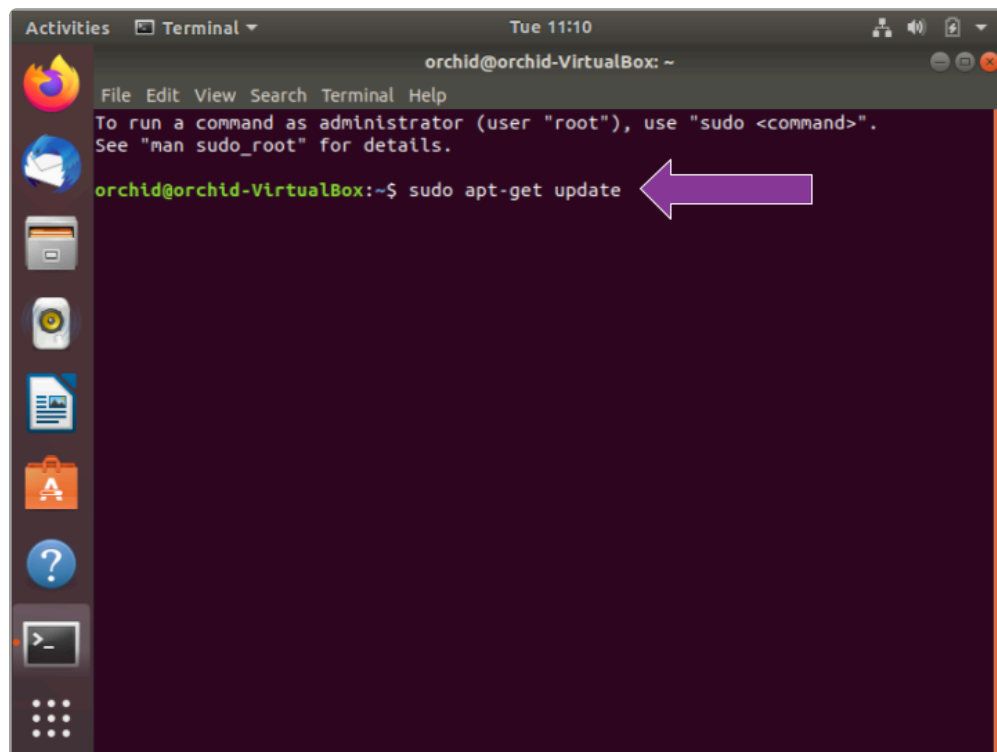 Activities Terminal Tue 11:10
orchid@orchid-VirtualBox: ~
File Edit View Search Terminal Help
To run a command as administrator (user "root"), use "sudo <command>".
See "man sudo_root" for details.
orchid@orchid-VirtualBox:~$ sudo apt-get update